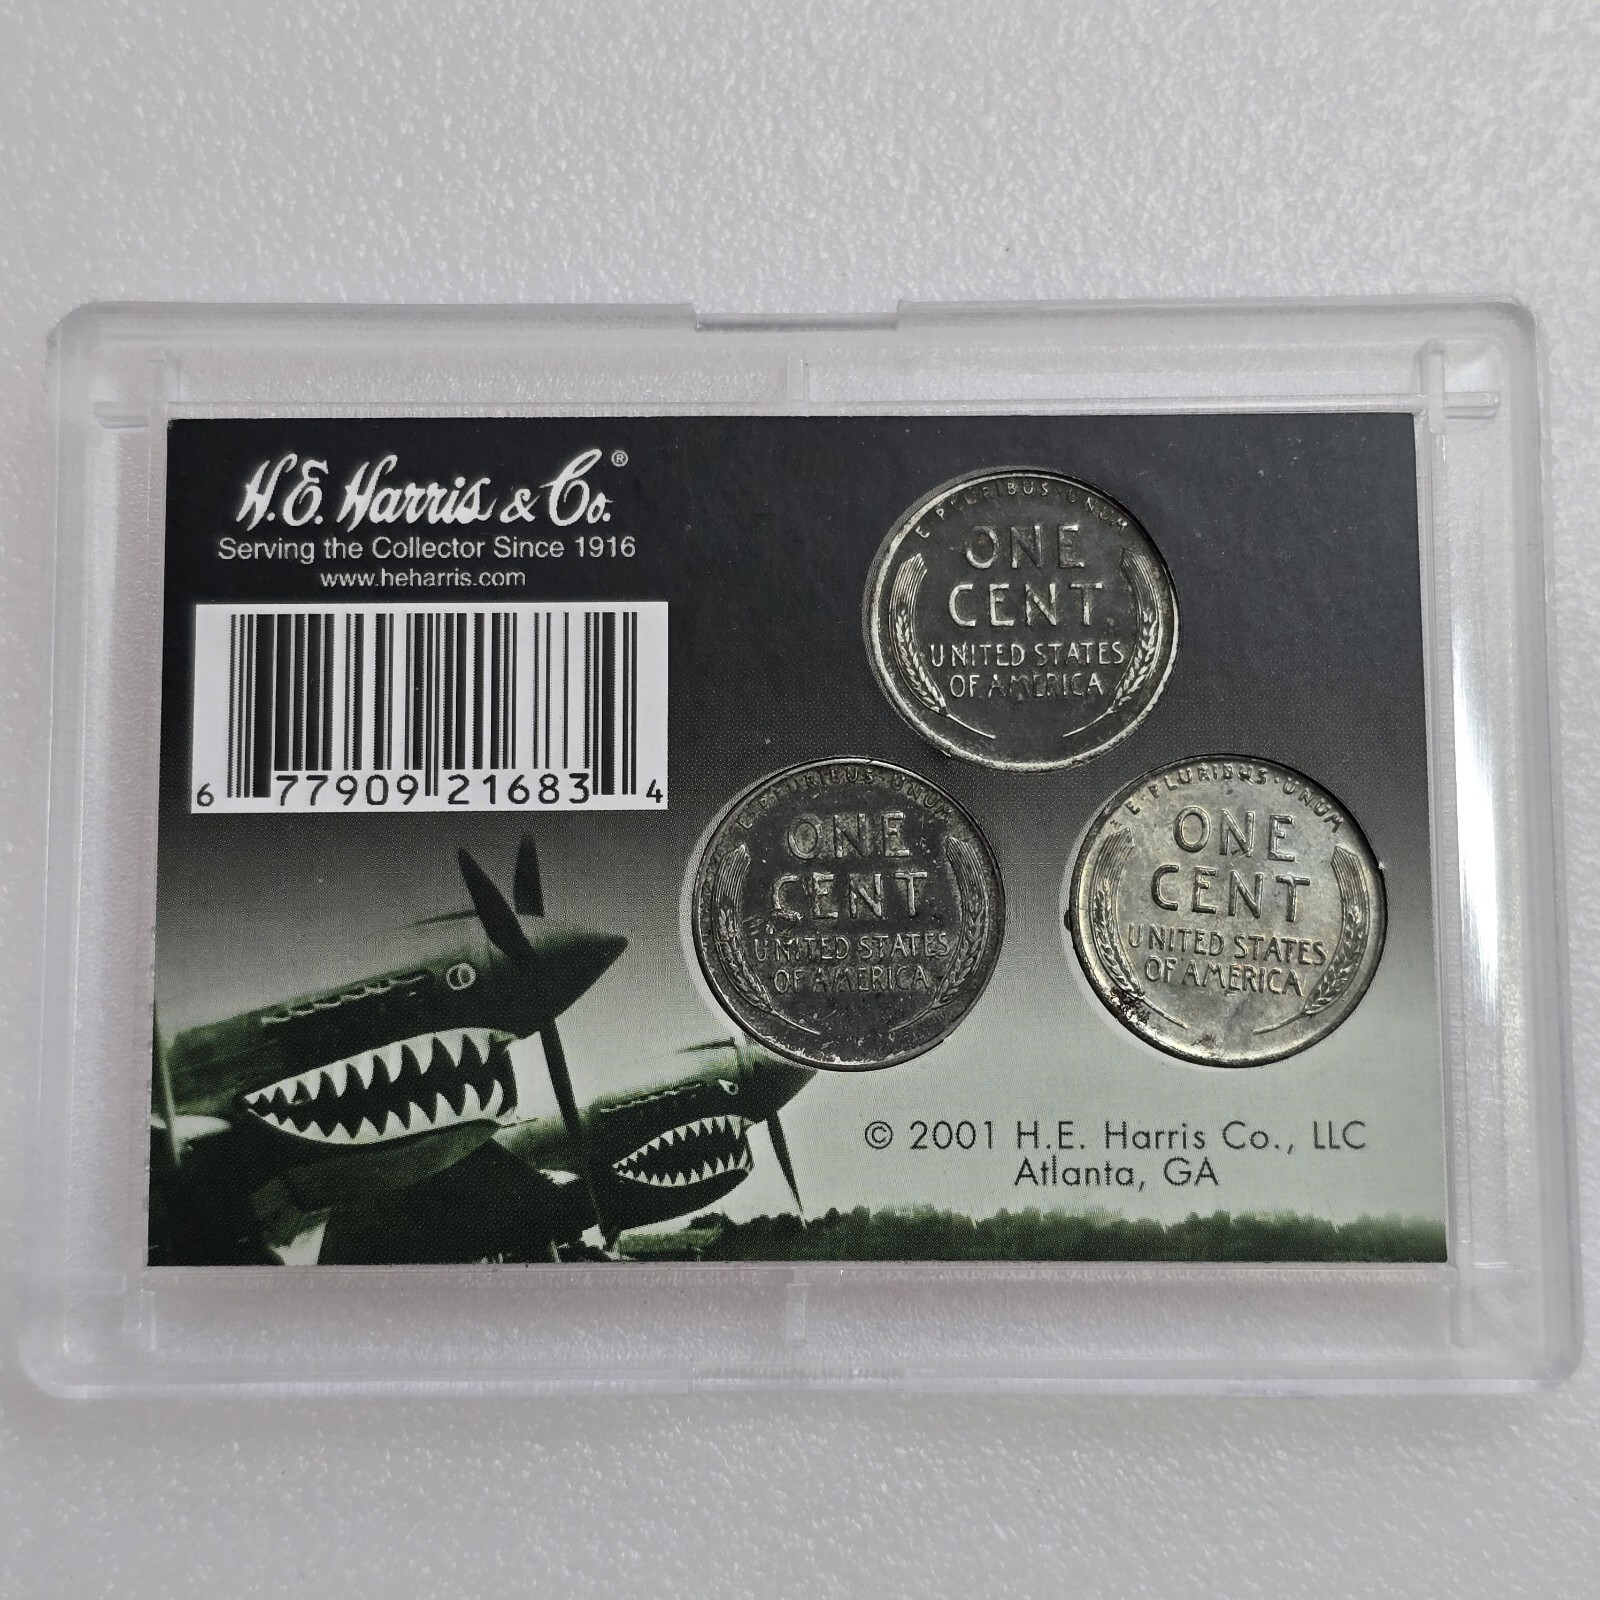 H.E. Harris & Co.®
Serving the Collector Since 1916
www.heharris.com
6 77909 21683 4
E·PLURIBUS·UNUM
ONE
CENT
UNITED STATES
OF AMERICA
E·PLURIBUS·UNUM
ONE
CENT
UNITED STATES
OF AMERICA
E·PLURIBUS·UNUM
ONE
CENT
UNITED STATES
OF AMERICA
© 2001 H.E. Harris Co., LLC
Atlanta, GA